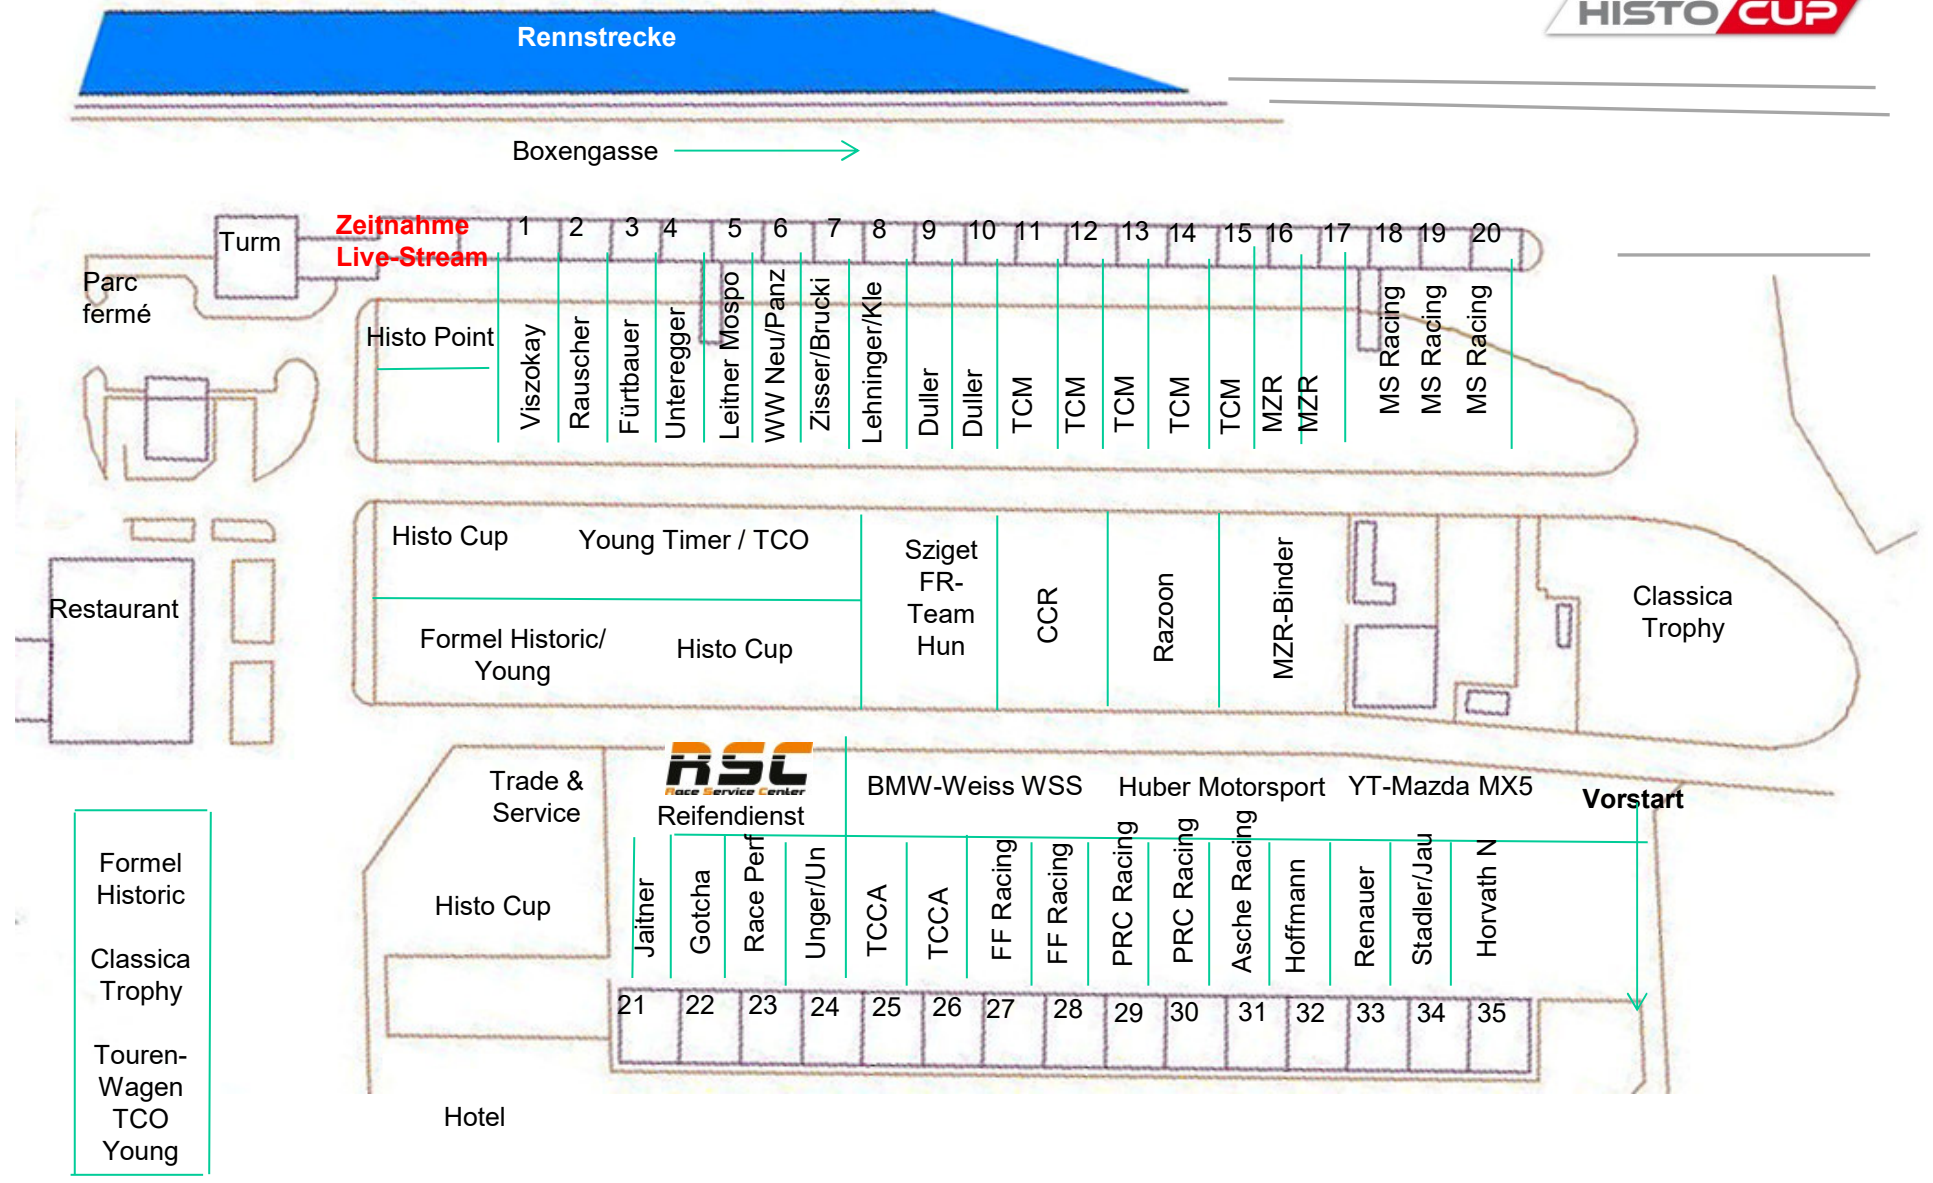 HISTO CUP
Rennstrecke
Boxengasse
Turm
Zeitnahme
Live-Stream
1 2 3 4 5 6 7 8 9 10 11 12 13 14 15 16 17 18 19 20
Parc
fermé
Histo Point
Viszokay
Rauscher
Fürtbauer
Unteregger
Leitner Mospo
WW Neu/Panz
Zisser/Brucki
Lehninger/Kle
Duller
Duller
TCM
TCM
TCM
TCM
TCM
MZR
MZR
MS Racing
MS Racing
MS Racing
Histo Cup
Young Timer / TCO
Formel Historic/
Young
Histo Cup
Sziget
FR-
Team
Hun
CCR
Razoon
MZR-Binder
Classica
Trophy
Restaurant
Trade &
Service
RSC
Race Service Center
Reifendienst
BMW-Weiss WSS
Huber Motorsport
YT-Mazda MX5
Vorstart
Histo Cup
Jaitner
Gotcha
Race Perf
Unger/Un
TCCA
TCCA
FF Racing
FF Racing
PRC Racing
PRC Racing
Asche Racing
Hoffmann
Renauer
Stadler/Jau
Horvath N
21 22 23 24 25 26 27 28 29 30 31 32 33 34 35
Formel
Historic
Classica
Trophy
Touren-
Wagen
TCO
Young
Hotel